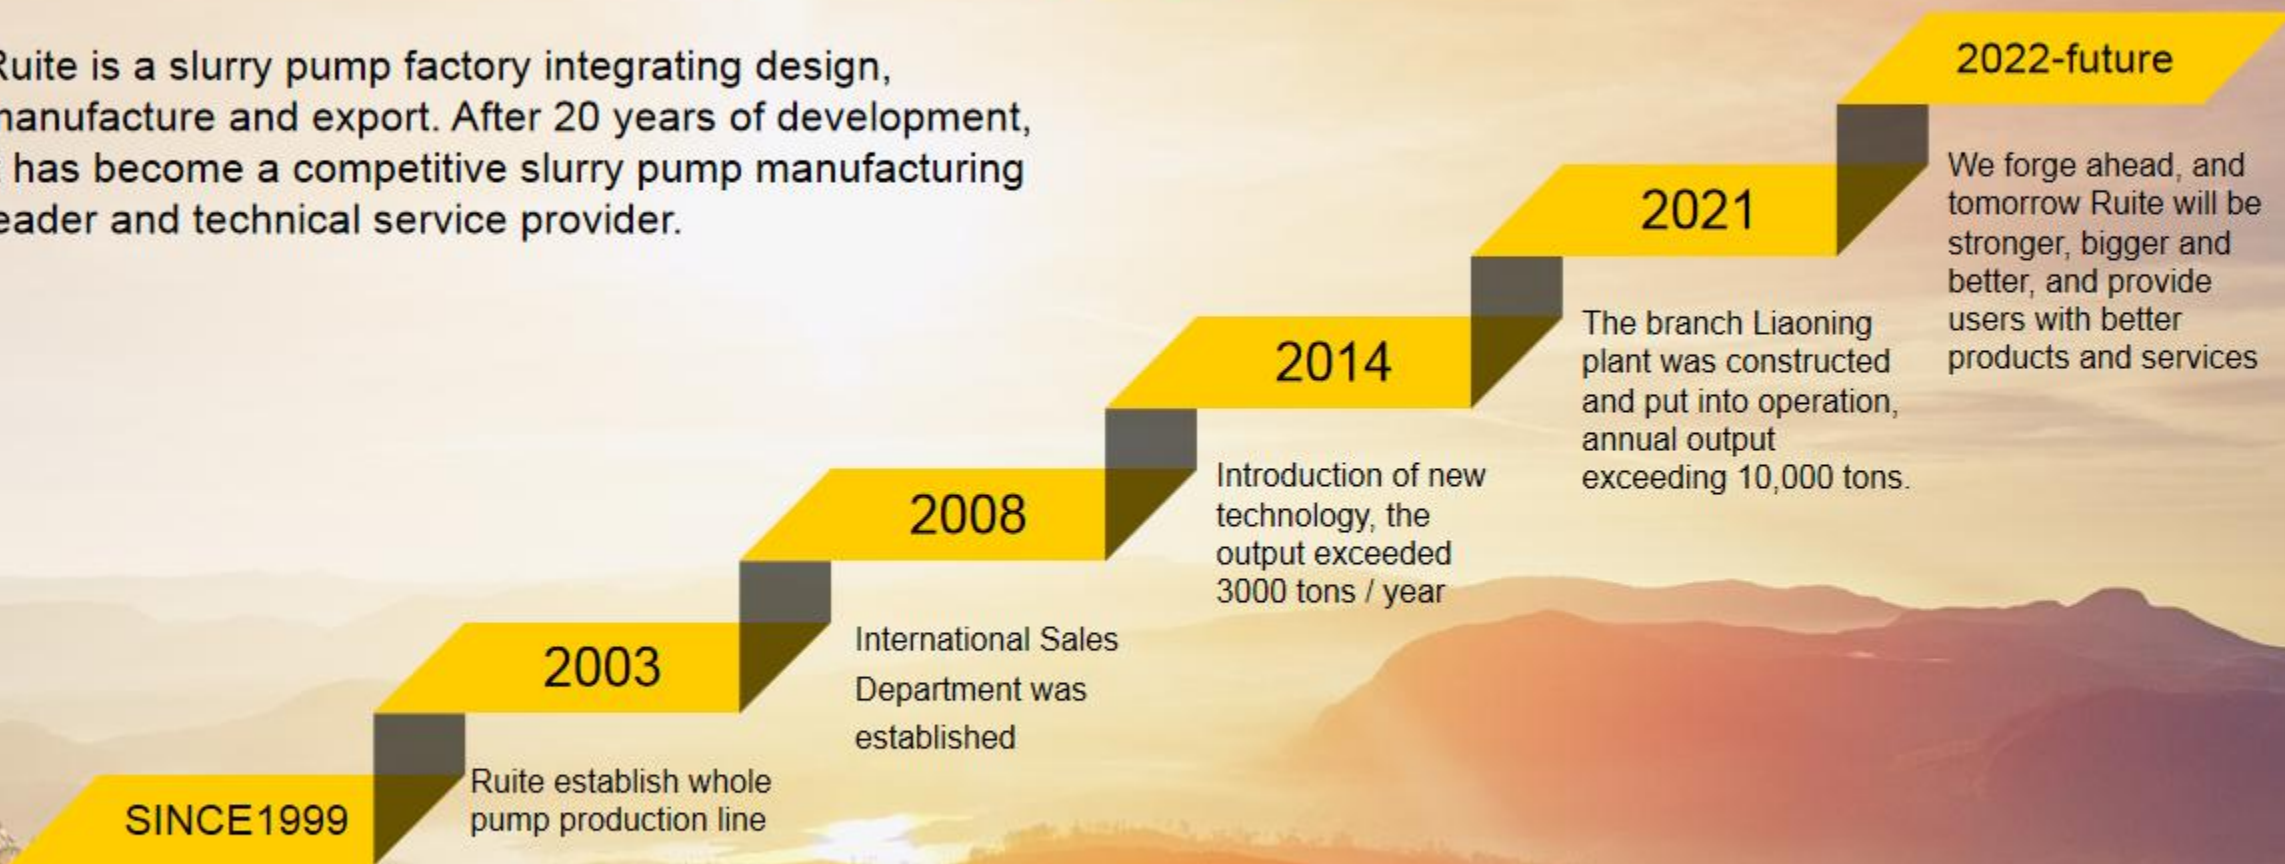 Ruite is a slurry pump factory integrating design,
manufacture and export. After 20 years of development,
has become a competitive slurry pump manufacturing
leader and technical service provider.
2022-future
We forge ahead, and
tomorrow Ruite will be
stronger, bigger and
better, and provide
users with better
products and services
2021
The branch Liaoning
plant was constructed
and put into operation,
annual output
exceeding 10,000 tons.
2014
Introduction of new
technology, the
output exceeded
3000 tons / year
2008
International Sales
Department was
established
2003
Ruite establish whole
pump production line
SINCE1999